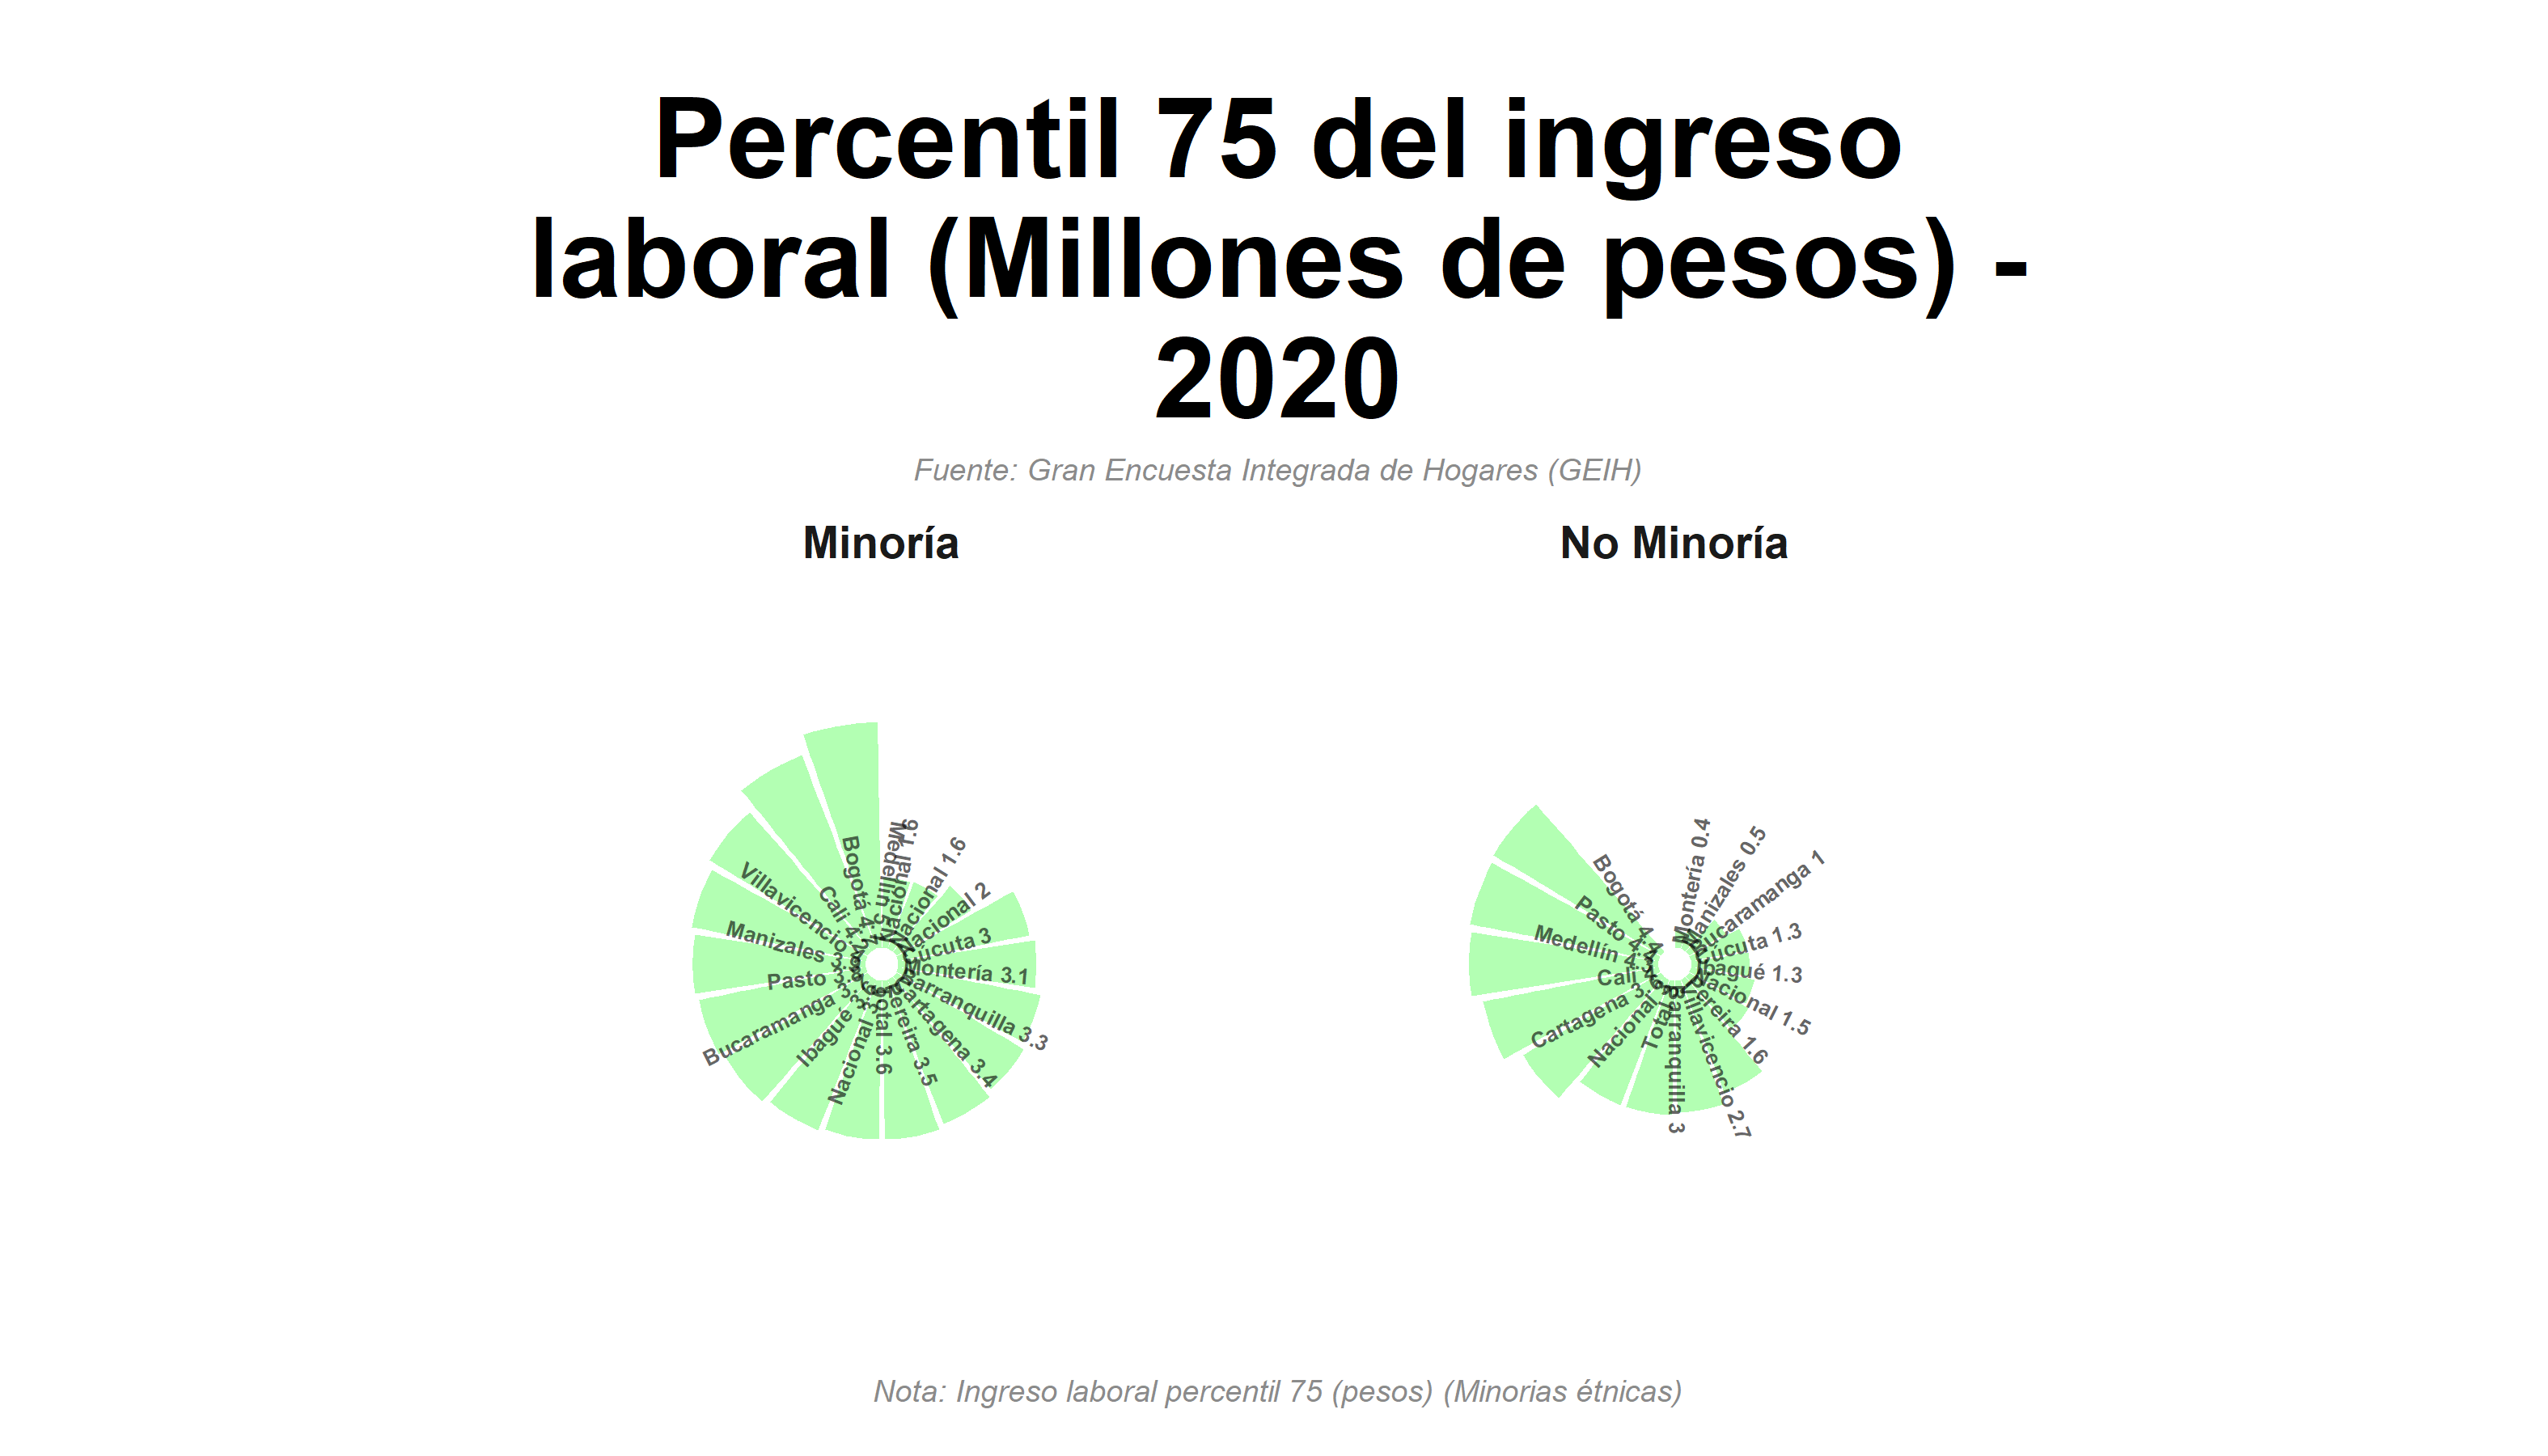 Percentil 75 del ingreso
laboral (Millones de pesos) -
2020
Fuente: Gran Encuesta Integrada de Hogares (GEIH)
Minoría
No Minoría
Nacional 1.6
Nacional 2
Cúcuta 3
Montería 3.1
Barranquilla 3.3
Cartagena 3.4
Pereira 3.5
Total 3.6
Nacional
Ibagué
Bucaramanga
Pasto
Manizales
Villavicencio
Cali
Bogotá
Medellín
Montería 0.4
Manizales 0.5
Bucaramanga 1
Cúcuta 1.3
Ibagué 1.3
Nacional 1.5
Pereira 1.6
Villavicencio 2.7
Barranquilla 3
Total
Nacional
Cartagena
Cali
Medellín
Pasto
Bogotá 4.4
Nota: Ingreso laboral percentil 75 (pesos) (Minorias étnicas)